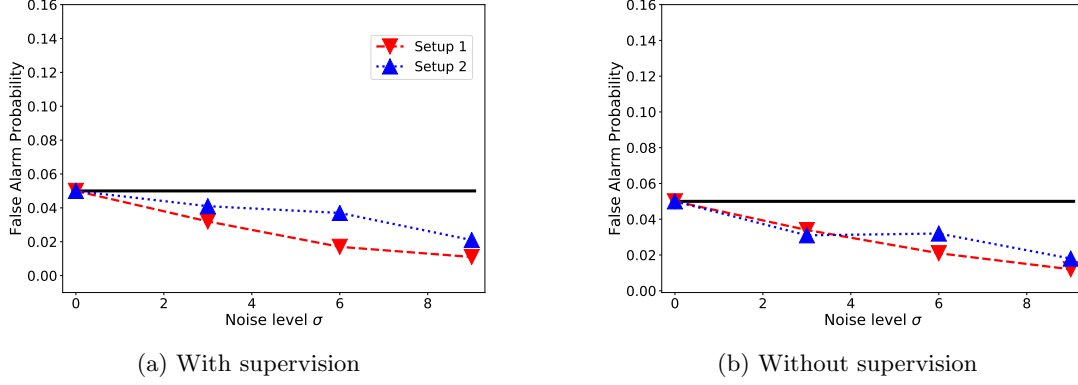 0.16
0.14
0.12
0.10
0.08
0.06
0.04
0.02
0.00
False Alarm Probability
Setup 1
Setup 2
0 2 4 6 8
Noise level σ
(a) With supervision
0.16
0.14
0.12
0.10
0.08
0.06
0.04
0.02
0.00
False Alarm Probability
0 2 4 6 8
Noise level σ
(b) Without supervision